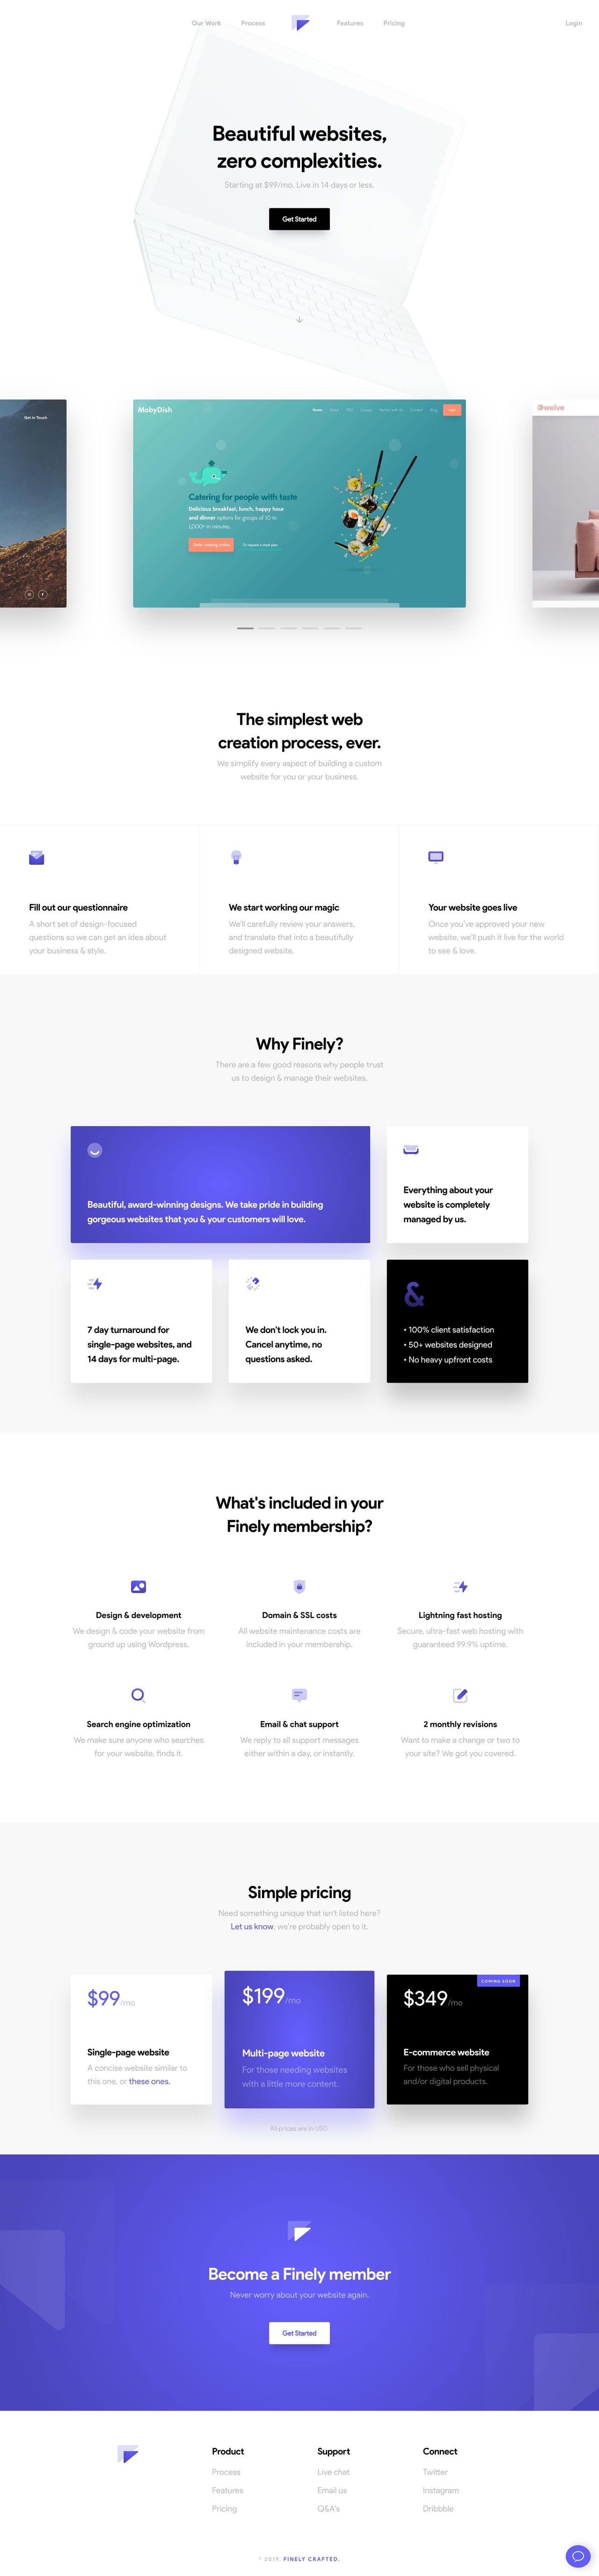 Our Work
Process
Features
Pricing
Login
Beautiful websites,
zero complexities.
Starting at $99/mo. Live in 14 days or less.
Get Started
Get In Touch
MobyDish
Home
About
FAQ
Contact
Blog
Catering for people with taste
Delicious breakfast, lunch, happy hour
and dinner options for groups of 10 to
1,000+ in minutes.
Order catering online
Or request a meal plan
The simplest web
creation process, ever.
We simplify every aspect of building a custom
website for you or your business.
Fill out our questionnaire
A short set of design-focused
questions so we can get an idea about
your business & style.
We start working our magic
We'll carefully review your answers,
and translate that into a beautifully
designed website.
Your website goes live
Once you've approved your new
website, we'll push it live for the world
to see & love.
Why Finely?
There are a few good reasons why people trust
us to design & manage their websites.
Beautiful, award-winning designs. We take pride in building
gorgeous websites that you & your customers will love.
Everything about your
website is completely
managed by us.
7 day turnaround for
single-page websites, and
14 days for multi-page.
We don't lock you in.
Cancel anytime, no
questions asked.
&
• 100% client satisfaction
• 50+ websites designed
• No heavy upfront costs
What's included in your
Finely membership?
Design & development
We design & code your website from
ground up using Wordpress.
Domain & SSL costs
All website maintenance costs are
included in your membership.
Lightning fast hosting
Secure, ultra-fast web hosting with
guaranteed 99.9% uptime.
Search engine optimization
We make sure anyone who searches
for your website, finds it.
Email & chat support
We reply to all support messages
either within a day, or instantly.
2 monthly revisions
Want to make a change or two to
your site? We got you covered.
Simple pricing
Need something unique that isn't listed here?
Let us know, we're probably open to it.
$99/mo
Single-page website
A concise website similar to
this one, or these ones.
$199/mo
Multi-page website
For those needing websites
with a little more content.
COMING SOON
$349/mo
E-commerce website
For those who sell physical
and/or digital products.
All prices are in USD.
Become a Finely member
Never worry about your website again.
Get Started
Product
Process
Features
Pricing
Support
Live chat
Email us
Q&A's
Connect
Twitter
Instagram
Dribbble
© 2019. FINELY CRAFTED.